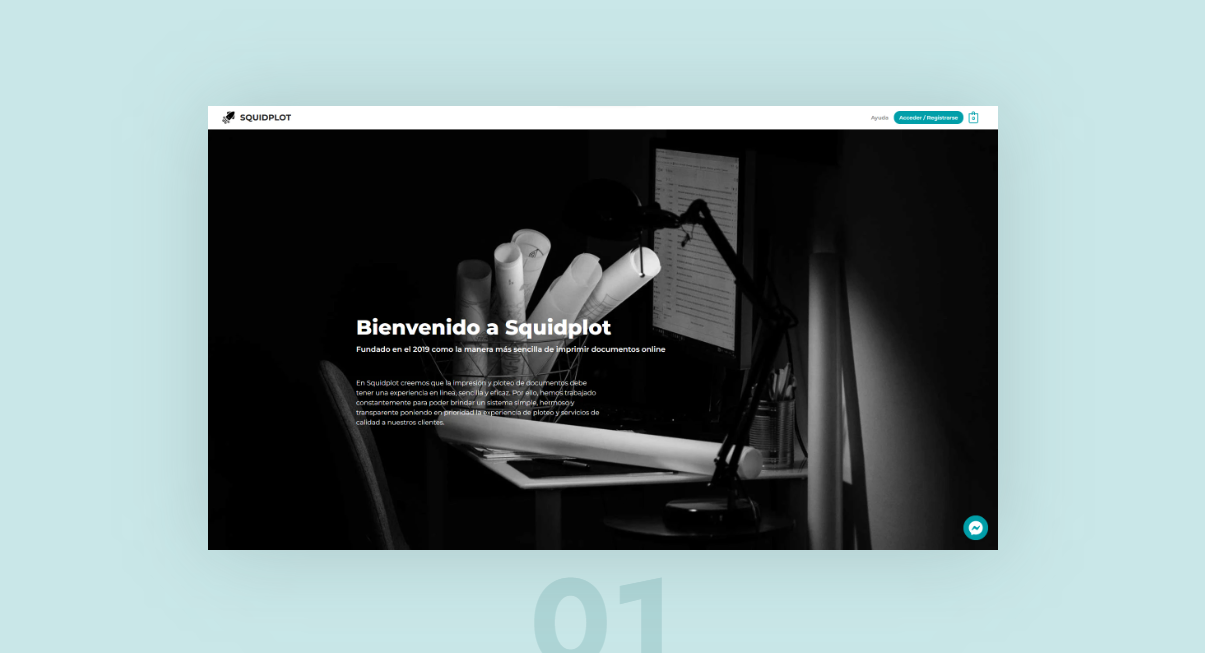 SQUIDPLOT
Ayuda
Acceder / Registrarse
0
Bienvenido a Squidplot
Fundado en el 2019 como la manera más sencilla de imprimir documentos online
En Squidplot creemos que la impresión y ploteo de documentos debe
tener una experiencia en línea, sencilla y eficaz. Por ello, hemos trabajado
constantemente para poder brindar un sistema simple, hermoso y
transparente poniendo en prioridad la experiencia de ploteo y servicios de
calidad a nuestros clientes.
01